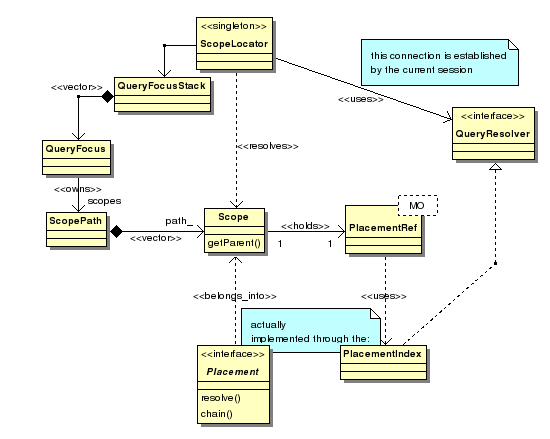 <<singleton>>
ScopeLocator
this connection is established
by the current session
<<vector>>
QueryFocusStack
<<uses>>
<<interface>>
QueryResolver
QueryFocus
<<resolves>>
<<owns>>
scopes
ScopePath
path_
<<vector>>
Scope
getParent()
<<holds>>
1
1
MO
PlacementRef
<<belongs_into>>
<<uses>>
actually
implemented through the:
<<interface>>
Placement
resolve()
chain()
PlacementIndex